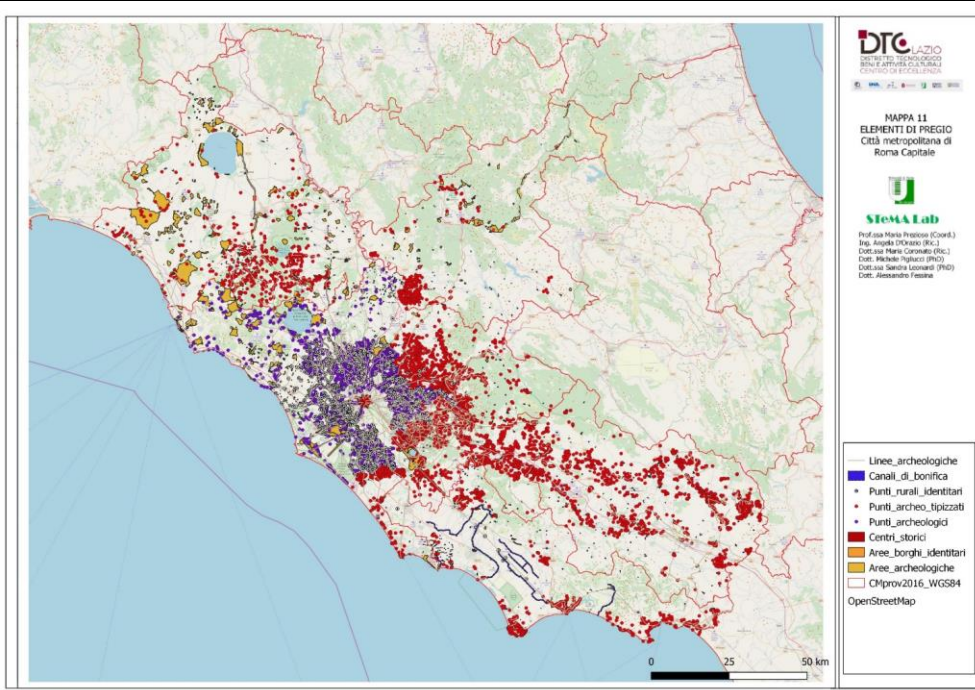 DTC LAZIO
DISTRETTO TECNOLOGICO
BENI E ATTIVITÀ CULTURALI
CENTRO DI ECCELLENZA
MAPPA 11
ELEMENTI DI PREGIO
Città metropolitana di
Roma Capitale
STeMA Lab
Prof.ssa Maria Prezioso (Coord.)
Ing. Angela D'Orazio (Ric.)
Dott.ssa Maria Coronato (Ric.)
Dott. Michele Pigliucci (PhD)
Dott.ssa Sandra Leonardi (PhD)
Dott. Alessandro Fessina
Linee_archeologiche
Canali_di_bonifica
Punti_rurali_identitari
Punti_archeo_tipizzati
Punti_archeologici
Centri_storici
Aree_borghi_identitari
Aree_archeologiche
CMprov2016_WGS84
OpenStreetMap
0 25 50 km